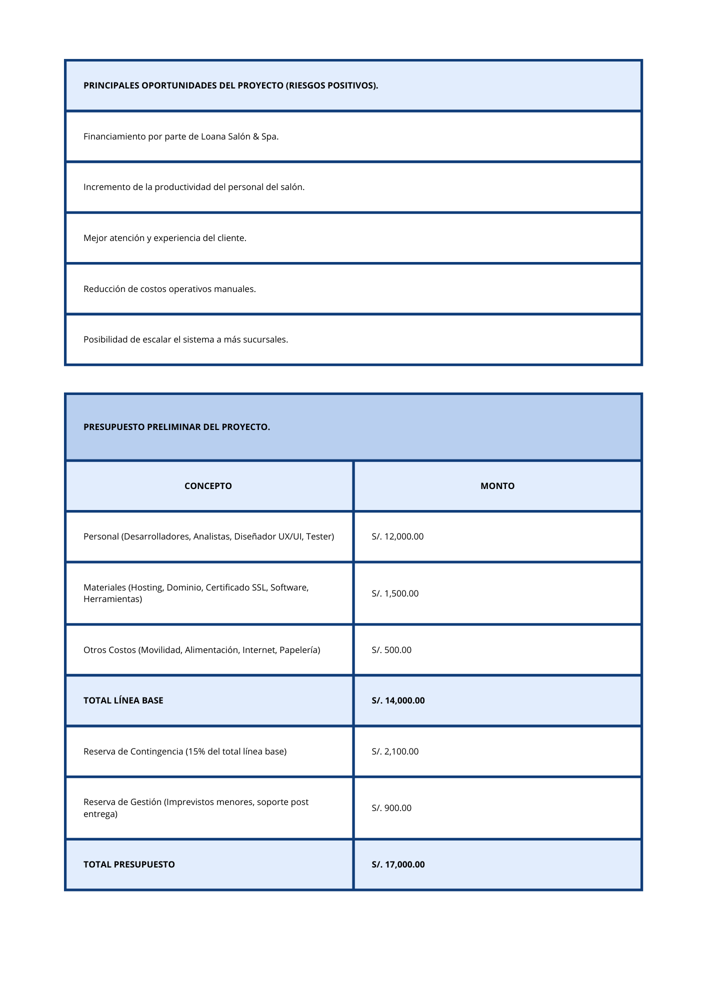 PRINCIPALES OPORTUNIDADES DEL PROYECTO (RIESGOS POSITIVOS).
Financiamiento por parte de Loana Salón & Spa.
Incremento de la productividad del personal del salón.
Mejor atención y experiencia del cliente.
Reducción de costos operativos manuales.
Posibilidad de escalar el sistema a más sucursales.
PRESUPUESTO PRELIMINAR DEL PROYECTO.
CONCEPTO MONTO
Personal (Desarrolladores, Analistas, Diseñador UX/UI, Tester) S/. 12,000.00
Materiales (Hosting, Dominio, Certificado SSL, Software,
Herramientas) S/. 1,500.00
Otros Costos (Movilidad, Alimentación, Internet, Papelería) S/. 500.00
TOTAL LÍNEA BASE S/. 14,000.00
Reserva de Contingencia (15% del total línea base) S/. 2,100.00
Reserva de Gestión (Imprevistos menores, soporte post
entrega) S/. 900.00
TOTAL PRESUPUESTO S/. 17,000.00